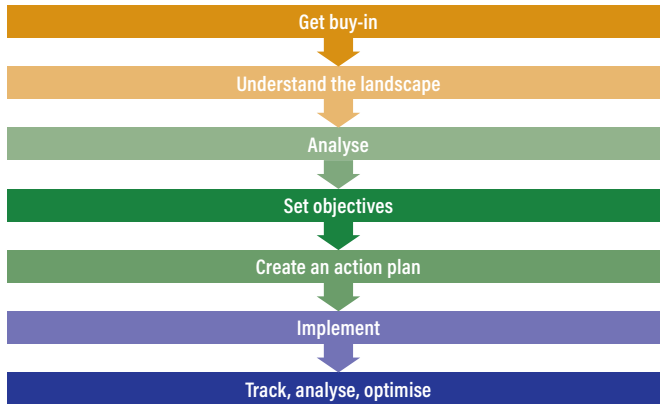 Get buy-in
Understand the landscape
Analyse
Set objectives
Create an action plan
Implement
Track, analyse, optimise